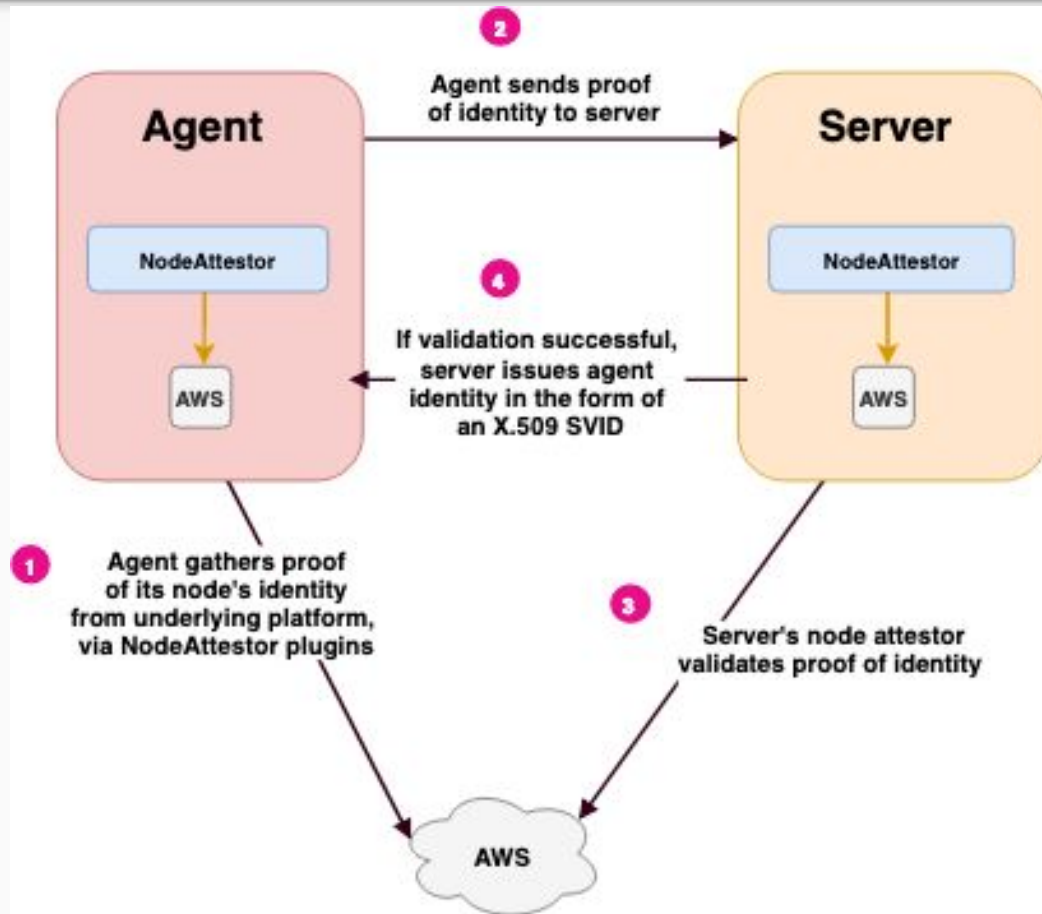 2
Agent sends proof
of identity to server
Agent
Server
NodeAttestor
NodeAttestor
4
If validation successful,
server issues agent
identity in the form of
an X.509 SVID
AWS
AWS
1
Agent gathers proof
of its node's identity
from underlying platform,
via NodeAttestor plugins
3
Server's node attestor
validates proof of identity
AWS